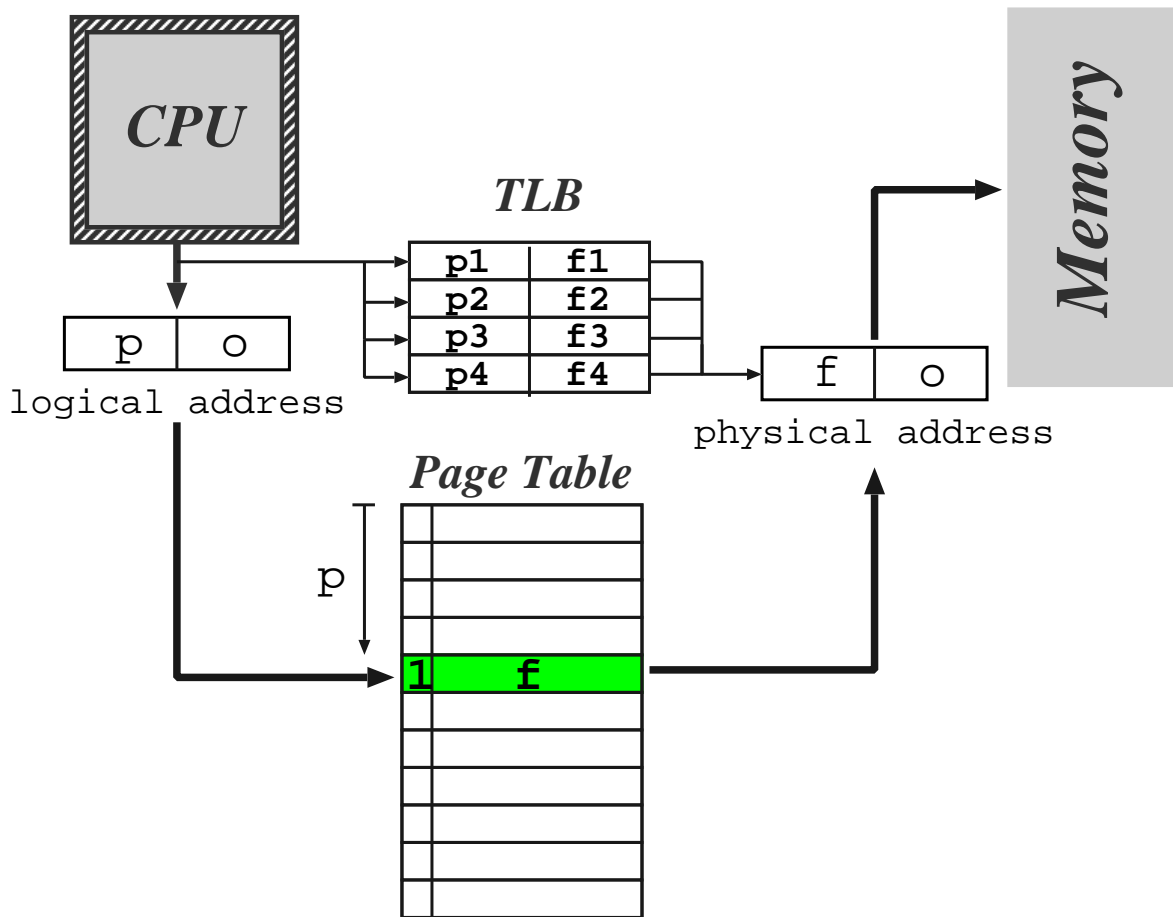 CPU
Memory
TLB
p1 f1
p2 f2
p3 f3
p4 f4
p o
logical address
f o
physical address
Page Table
p
1 f